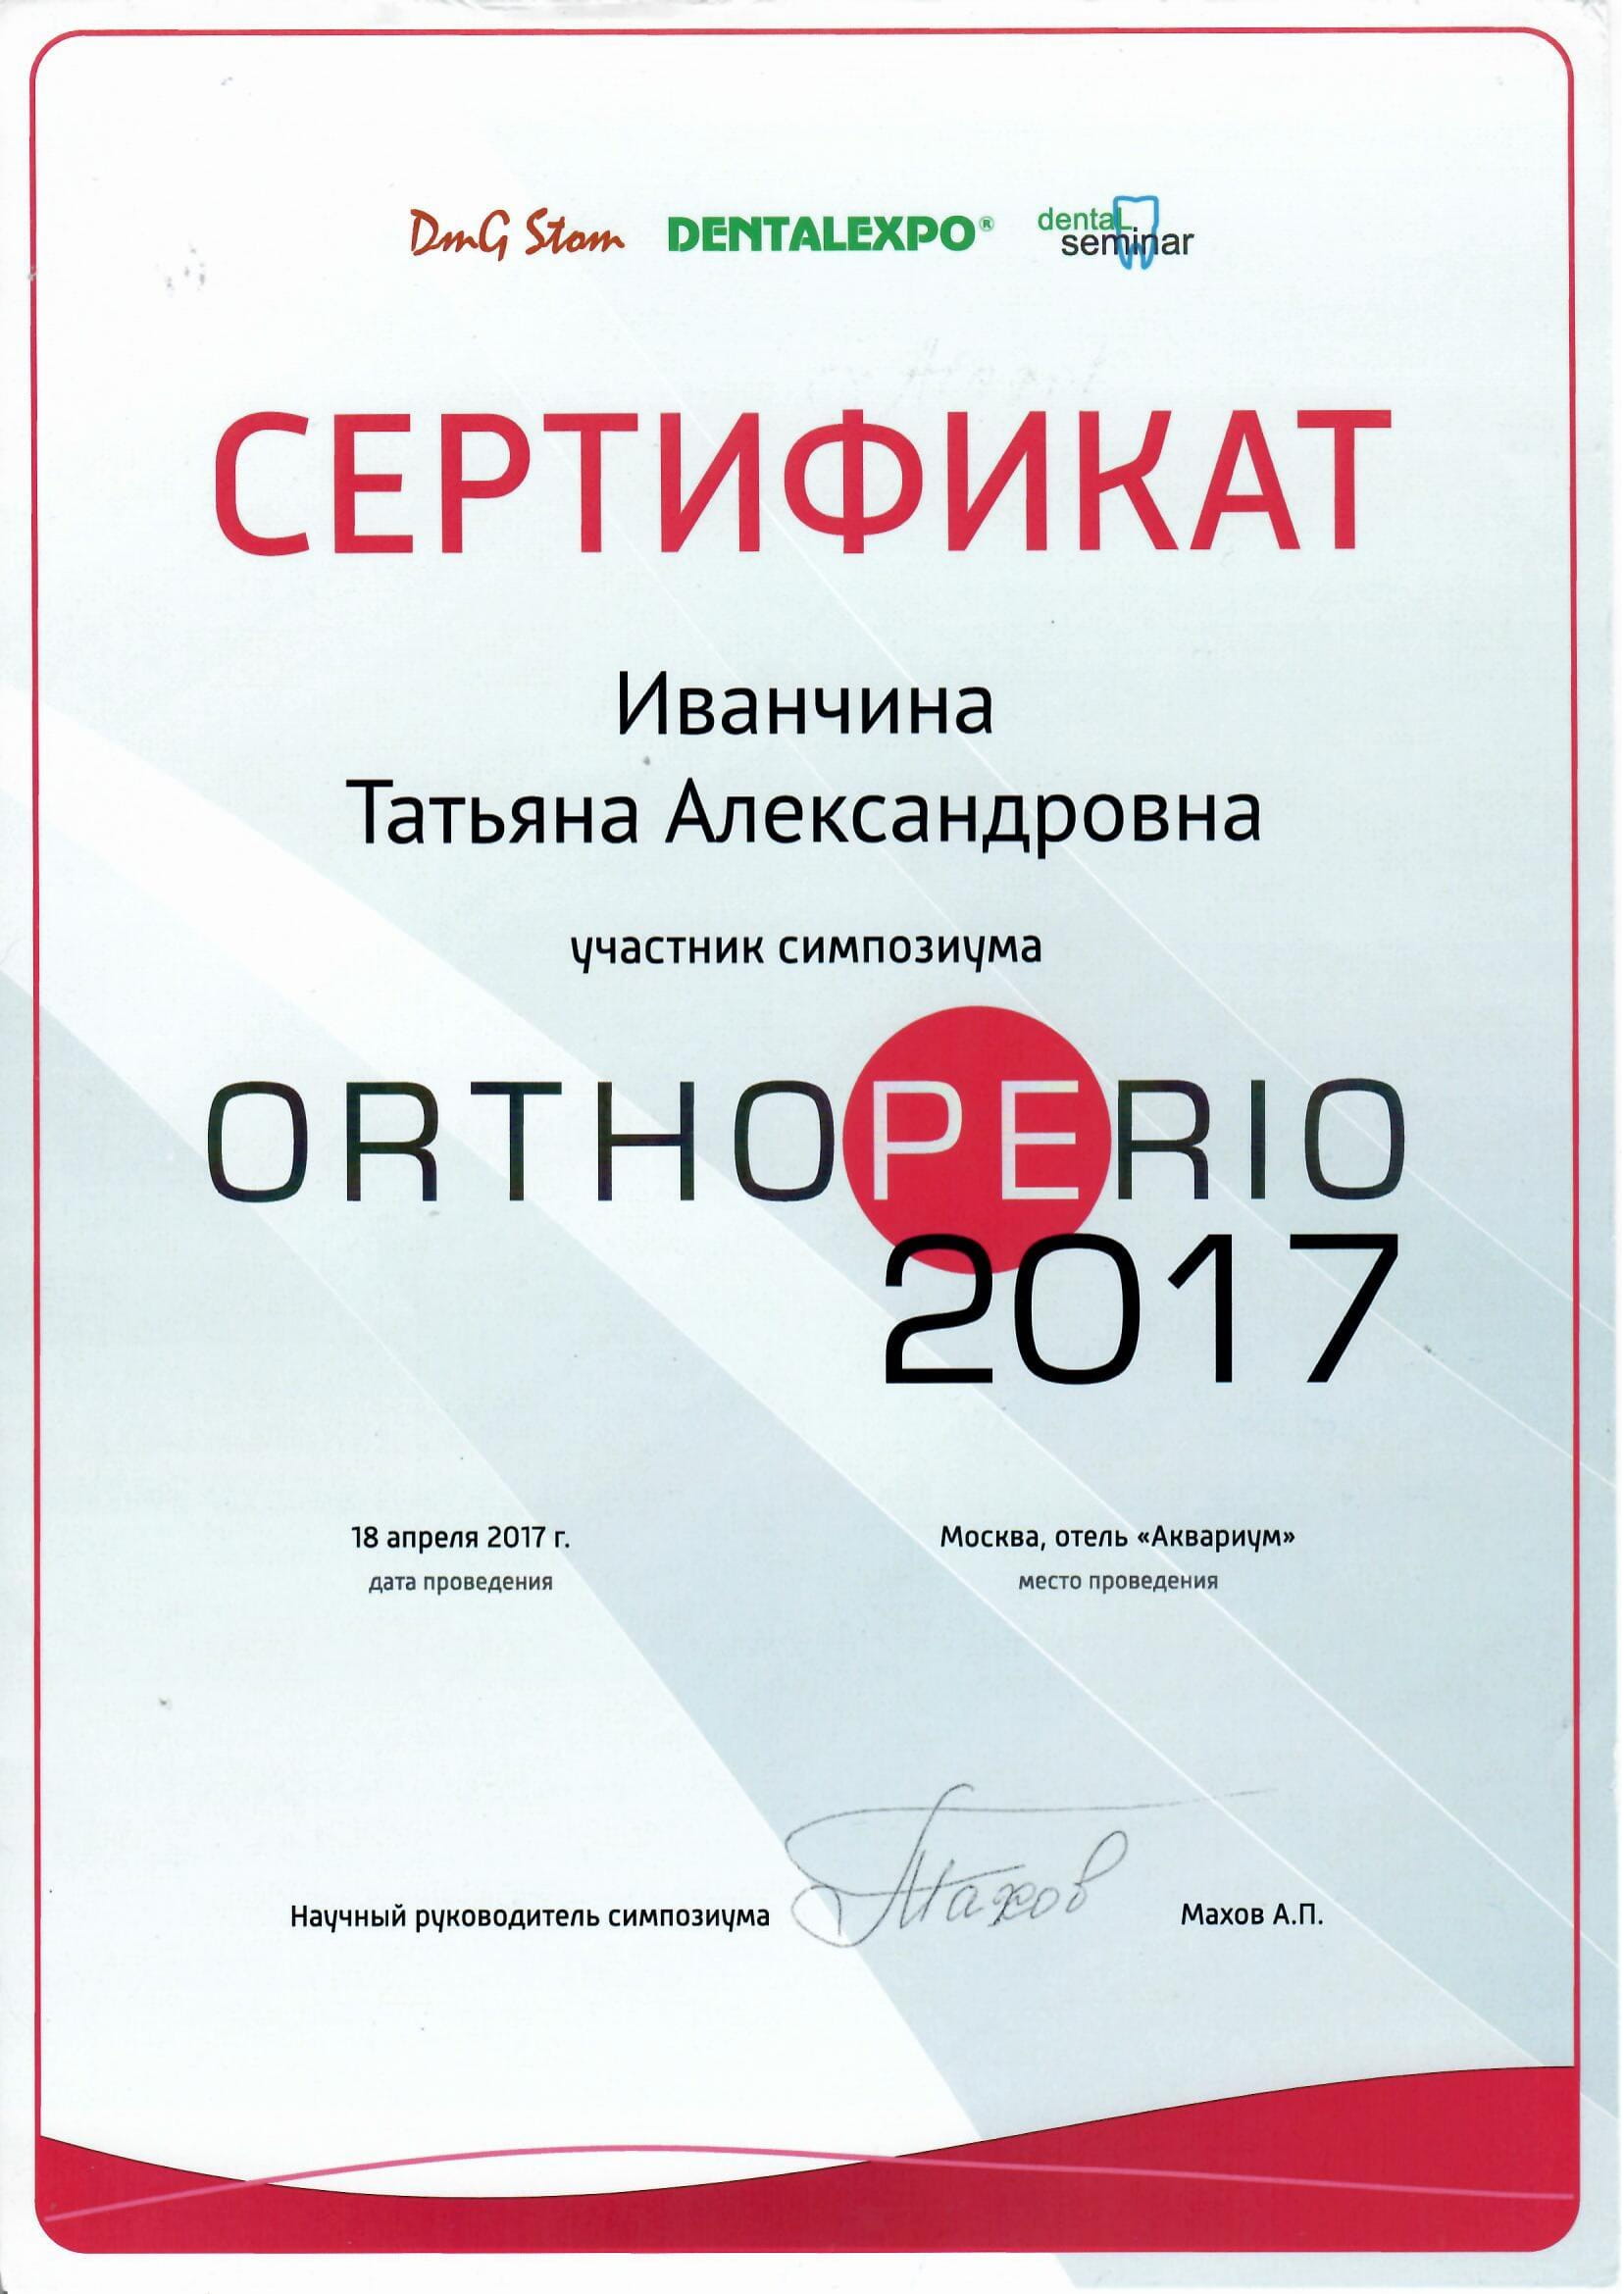 DmG Stom DENTALEXPO® dental seminar
СЕРТИФИКАТ
Иванчина
Татьяна Александровна
участник симпозиума
ORTHOPERIO
2017
18 апреля 2017 г.
дата проведения
Москва, отель «Аквариум»
место проведения
Научный руководитель симпозиума Махов Махов А.П.